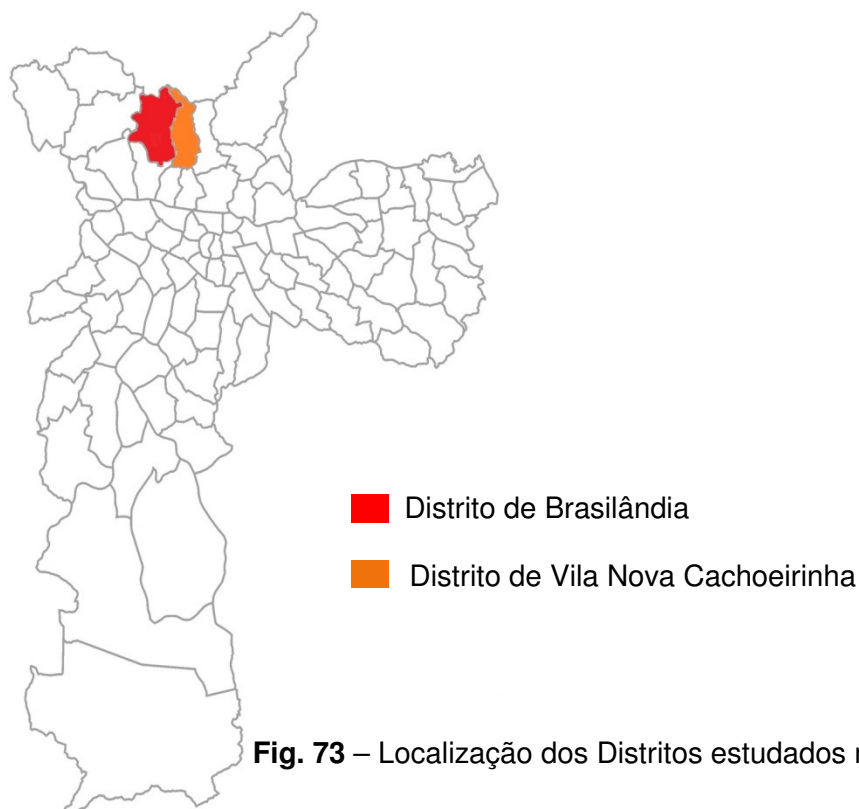 Distrito de Brasilândia
Distrito de Vila Nova Cachoeirinha
Fig. 73 – Localização dos Distritos estudados